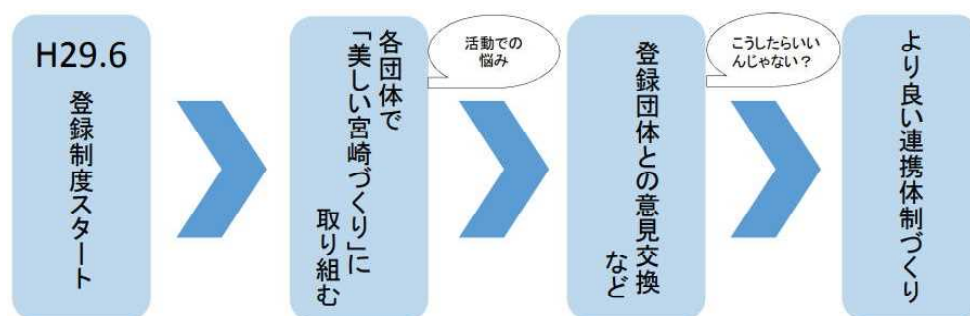 H29.6
登録制度スタート
各団体で
「美しい宮崎づくり」に
取り組む
活動での
悩み
登録団体との意見交換
など
こうしたらいい
んじゃない？
より良い連携体制づくり